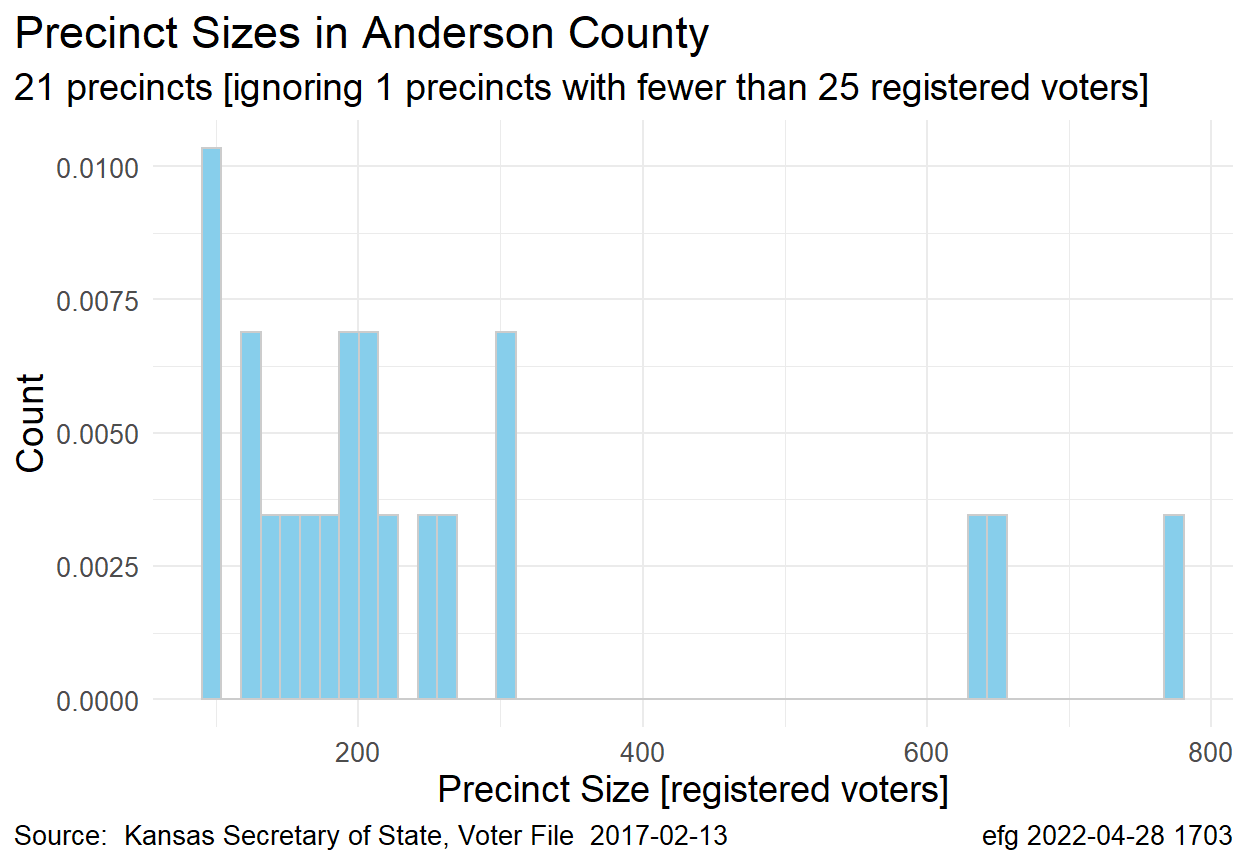 Precinct Sizes in Anderson County
21 precincts [ignoring 1 precincts with fewer than 25 registered voters]
0.0100
0.0075
0.0050
0.0025
0.0000
Count
200 400 600 800
Precinct Size [registered voters]
Source:  Kansas Secretary of State, Voter File  2017-02-13
efg 2022-04-28 1703